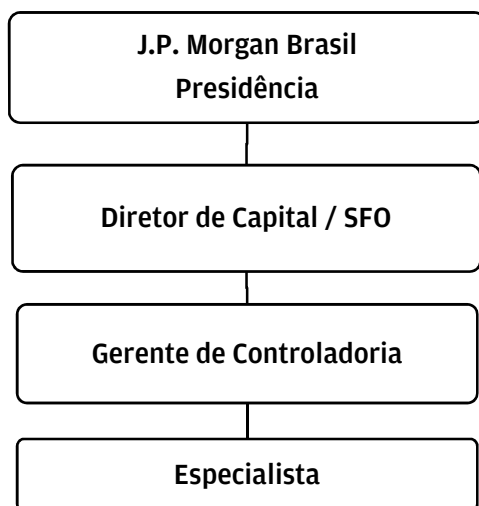 J.P. Morgan Brasil
Presidência
Diretor de Capital / SFO
Gerente de Controladoria
Especialista